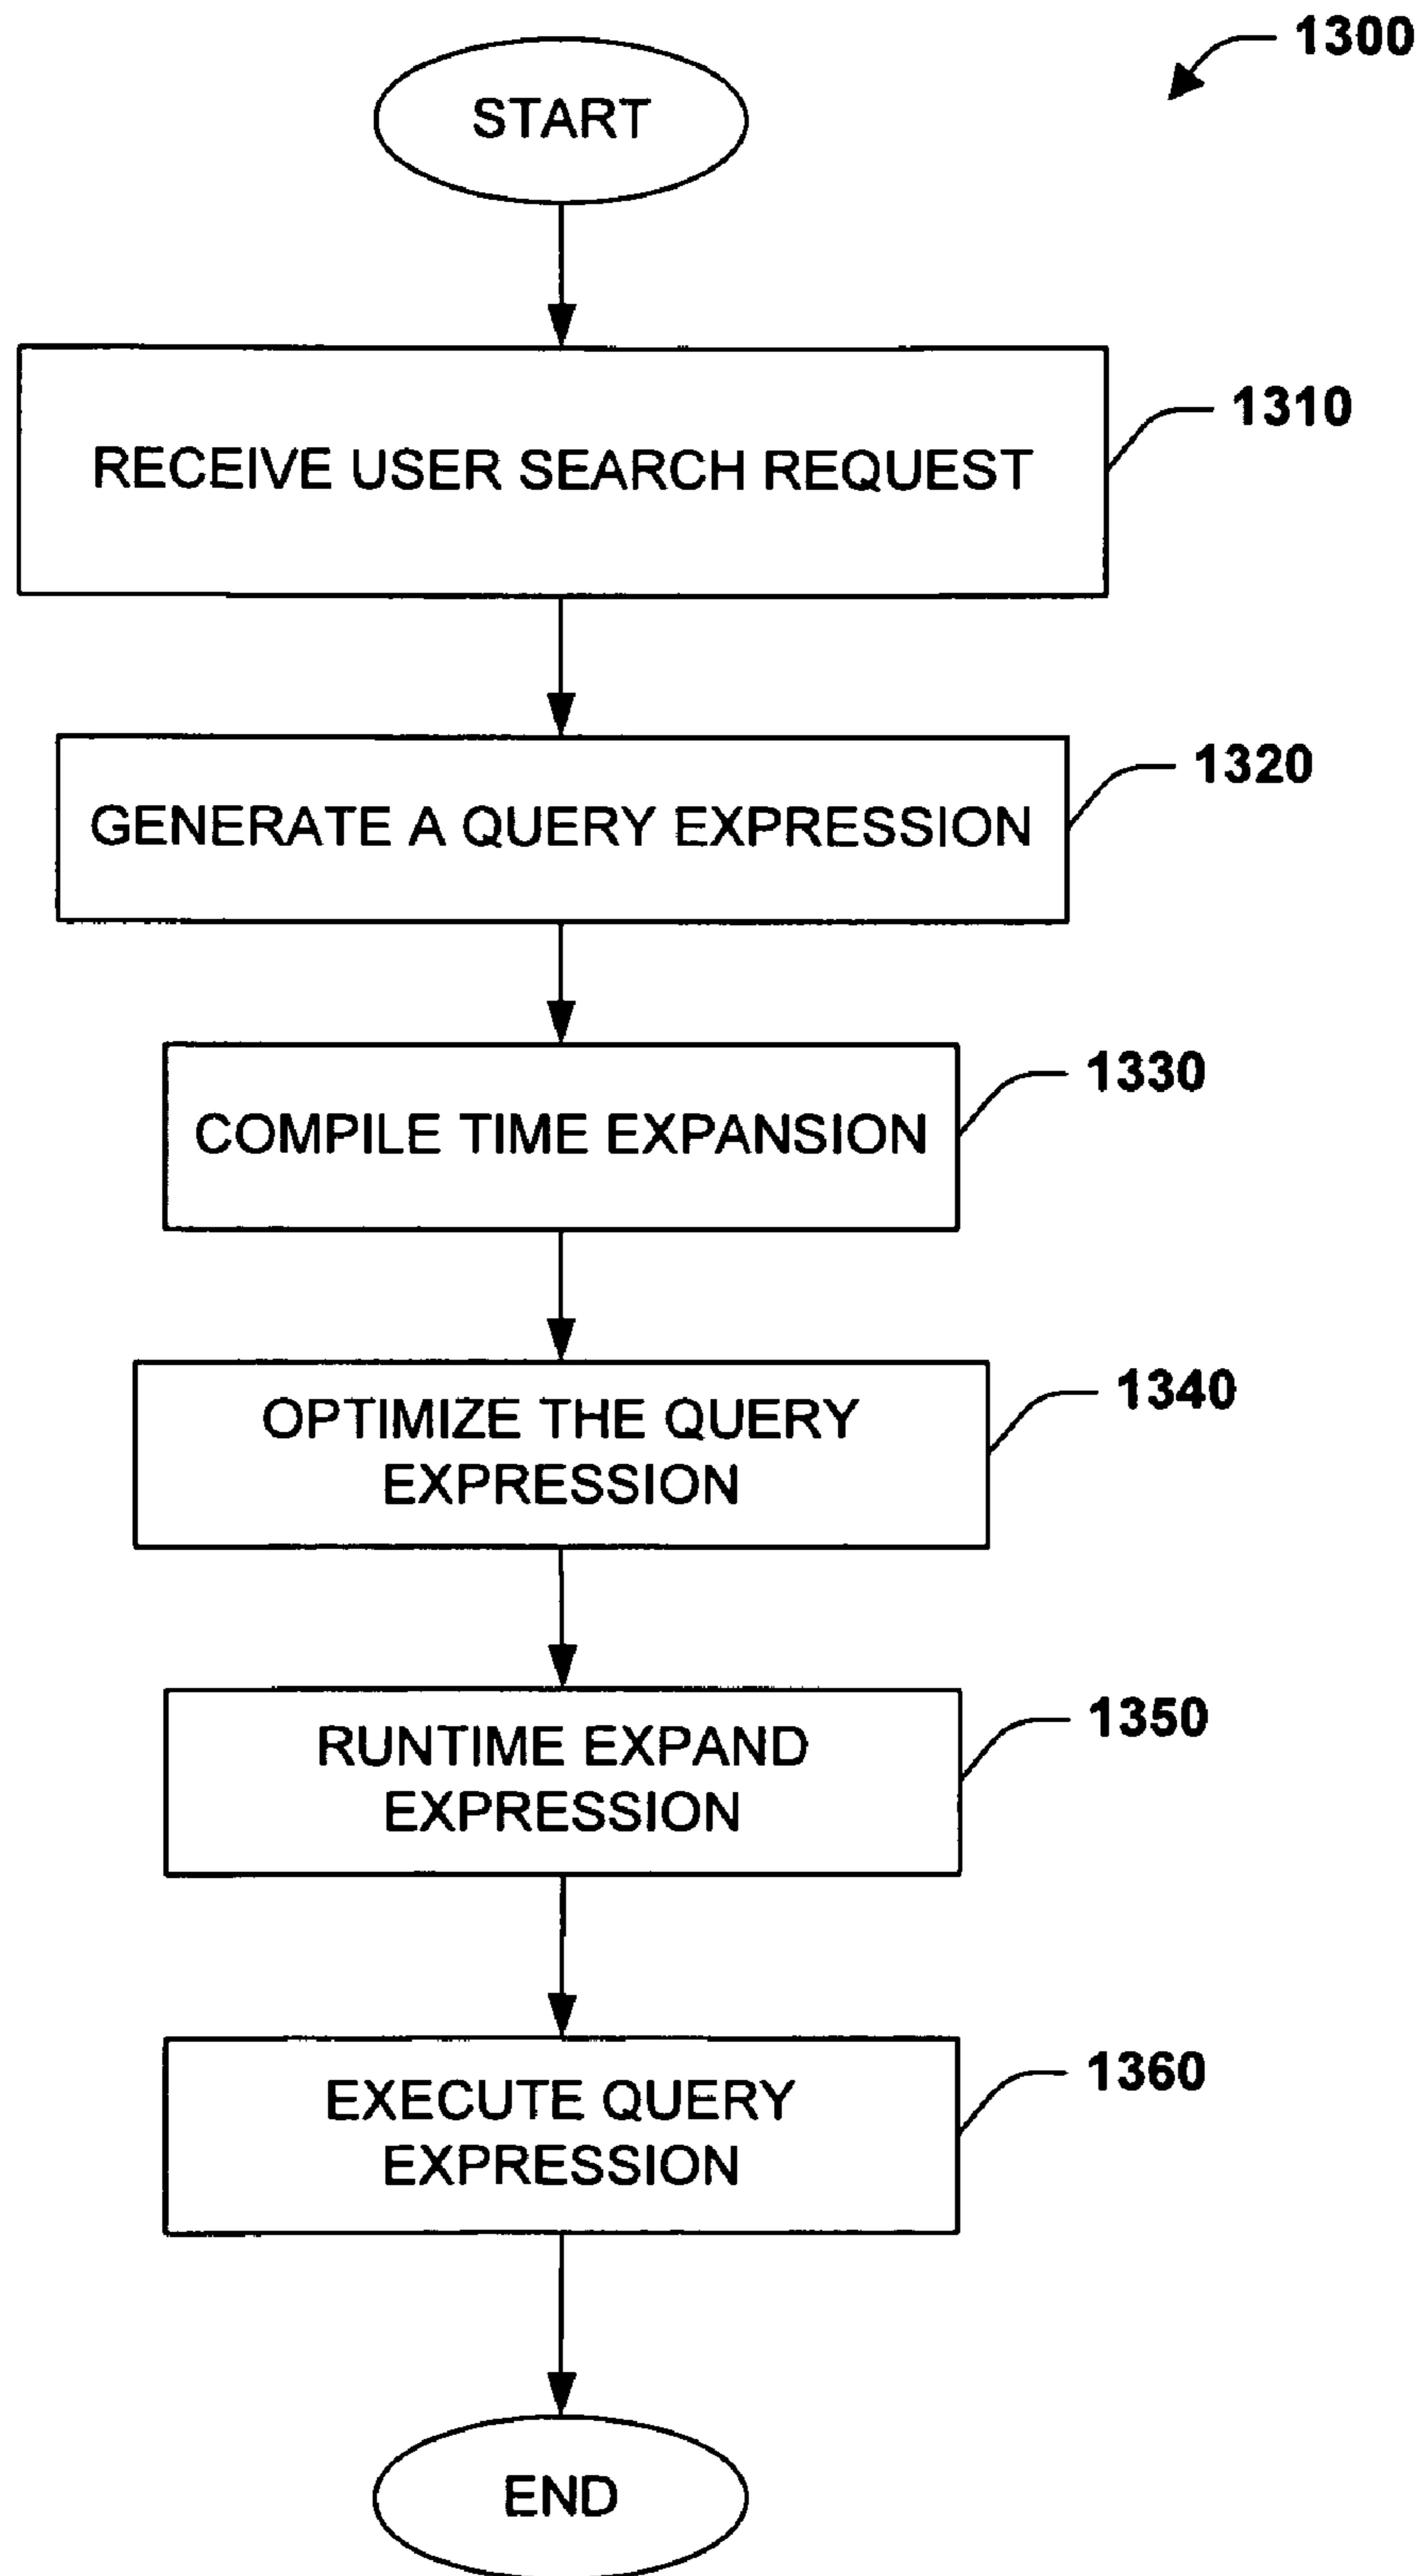 1300
START
RECEIVE USER SEARCH REQUEST
1310
GENERATE A QUERY EXPRESSION
1320
COMPILE TIME EXPANSION
1330
OPTIMIZE THE QUERY
EXPRESSION
1340
RUNTIME EXPAND
EXPRESSION
1350
EXECUTE QUERY
EXPRESSION
1360
END